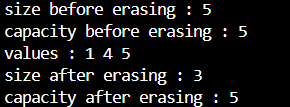 size before erasing : 5
capacity before erasing : 5
values : 1 4 5
size after erasing : 3
capacity after erasing : 5